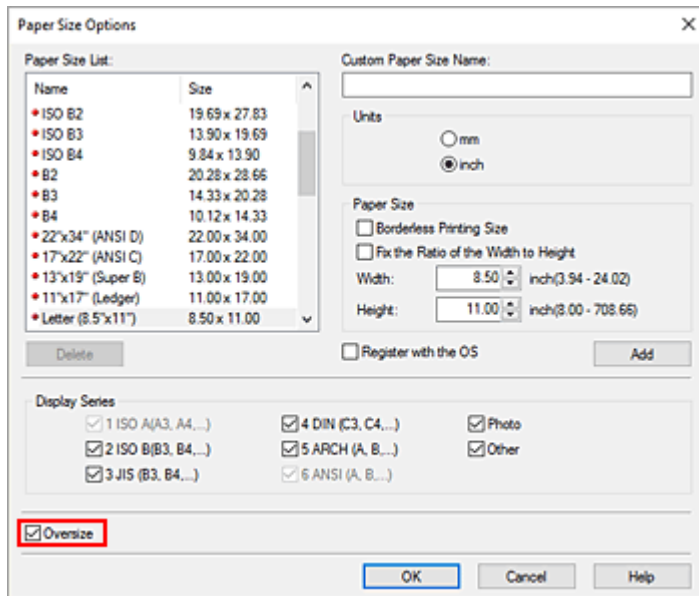 Paper Size Options
Paper Size List:
Name Size
ISO B2 19.69 x 27.83
ISO B3 13.90 x 19.69
ISO B4 9.84 x 13.90
B2 20.28 x 28.66
B3 14.33 x 20.28
B4 10.12 x 14.33
22"x34" (ANSI D) 22.00 x 34.00
17"x22" (ANSI C) 17.00 x 22.00
13"x19" (Super B) 13.00 x 19.00
11"x17" (Ledger) 11.00 x 17.00
Letter (8.5"x11") 8.50 x 11.00
Delete
Custom Paper Size Name:
Units
mm
inch
Paper Size
Borderless Printing Size
Fix the Ratio of the Width to Height
Width: 8.50 inch(3.94 - 24.02)
Height: 11.00 inch(8.00 - 708.66)
Register with the OS Add
Display Series
1 ISO A(A3, A4,...) 4 DIN (C3, C4,...) Photo
2 ISO B(B3, B4,...) 5 ARCH (A, B,...) Other
3 JIS (B3, B4,...) 6 ANSI (A, B,...)
Oversize
OK Cancel Help